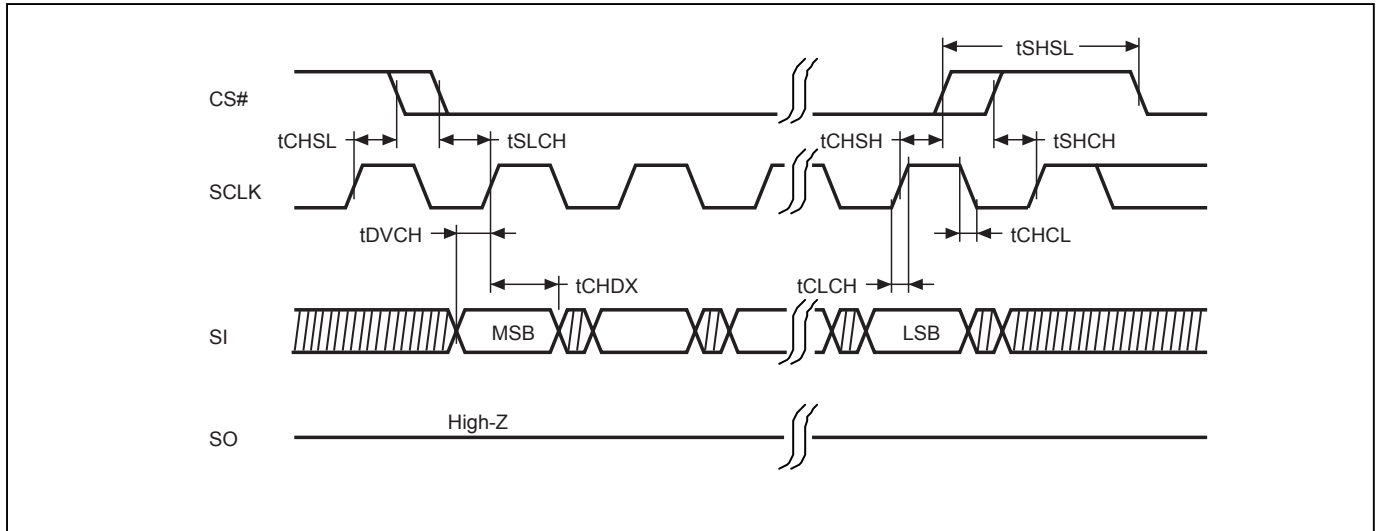 tSHSL
CS#
tCHSL
tSLCH
tCHSH
tSHCH
SCLK
tDVCH
tCHCL
tCHDX
tCLCH
SI
MSB
LSB
High-Z
SO